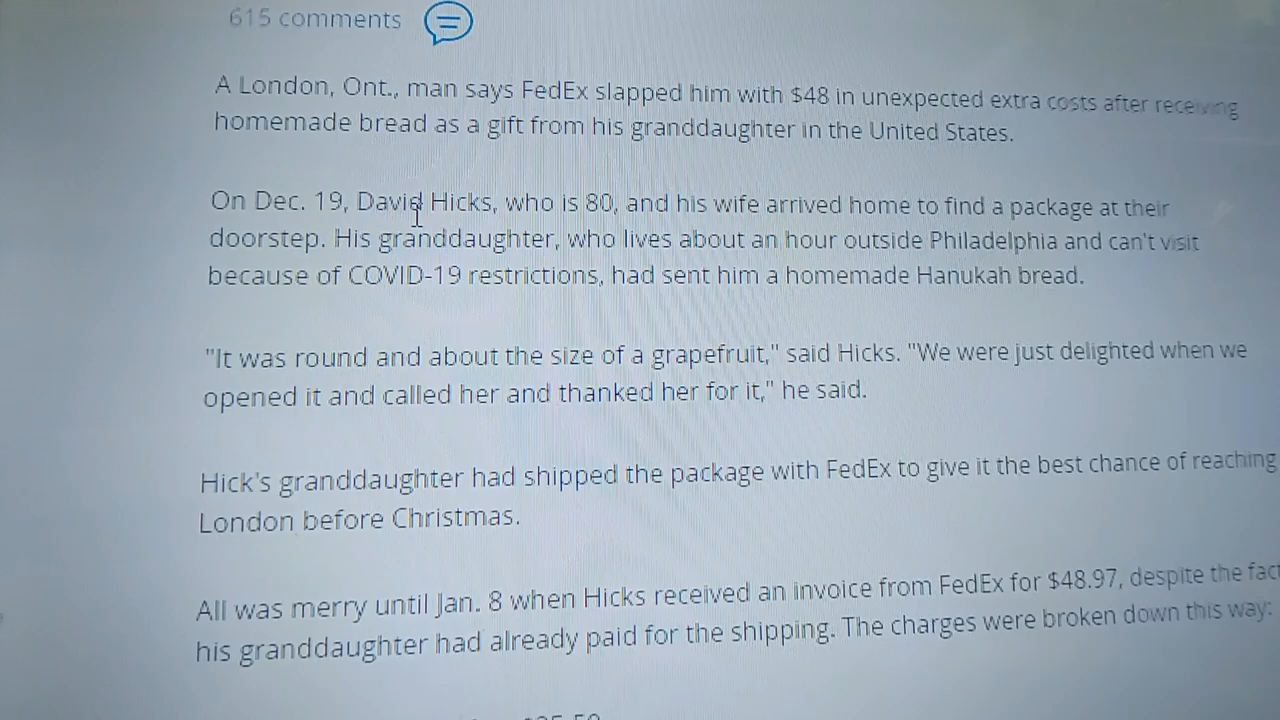 615 comments
A London, Ont., man says FedEx slapped him with $48 in unexpected extra costs after receiving
homemade bread as a gift from his granddaughter in the United States.
On Dec. 19, David Hicks, who is 80, and his wife arrived home to find a package at their
doorstep. His granddaughter, who lives about an hour outside Philadelphia and can't visit
because of COVID-19 restrictions, had sent him a homemade Hanukah bread.
"It was round and about the size of a grapefruit," said Hicks. "We were just delighted when we
opened it and called her and thanked her for it," he said.
Hick's granddaughter had shipped the package with FedEx to give it the best chance of reaching
London before Christmas.
All was merry until Jan. 8 when Hicks received an invoice from FedEx for $48.97, despite the fact
his granddaughter had already paid for the shipping. The charges were broken down this way: